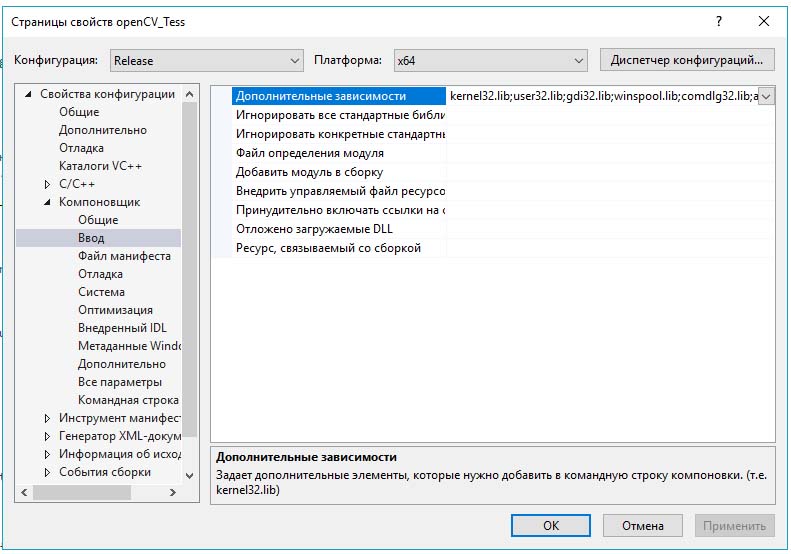 Страницы свойств openCV_Tess
Конфигурация: Release Платформа: x64 Диспетчер конфигураций...
Свойства конфигурации
Общие
Дополнительно
Отладка
Каталоги VC++
C/C++
Компоновщик
Общие
Ввод
Файл манифеста
Отладка
Система
Оптимизация
Внедренный IDL
Метаданные Windo
Дополнительно
Все параметры
Командная строка
Инструмент манифест
Генератор XML-докум
Информация об исход
События сборки
Дополнительные зависимости kernel32.lib;user32.lib;gdi32.lib;winspool.lib;comdlg32.lib;a
Игнорировать все стандартные библи
Игнорировать конкретные стандартнь
Файл определения модуля
Добавить модуль в сборку
Внедрить управляемый файл ресурсо
Принудительно включать ссылки на с
Отложено загружаемые DLL
Ресурс, связываемый со сборкой
Дополнительные зависимости
Задает дополнительные элементы, которые нужно добавить в командную строку компоновки. (т.е.
kernel32.lib)
ОК Отмена Применить